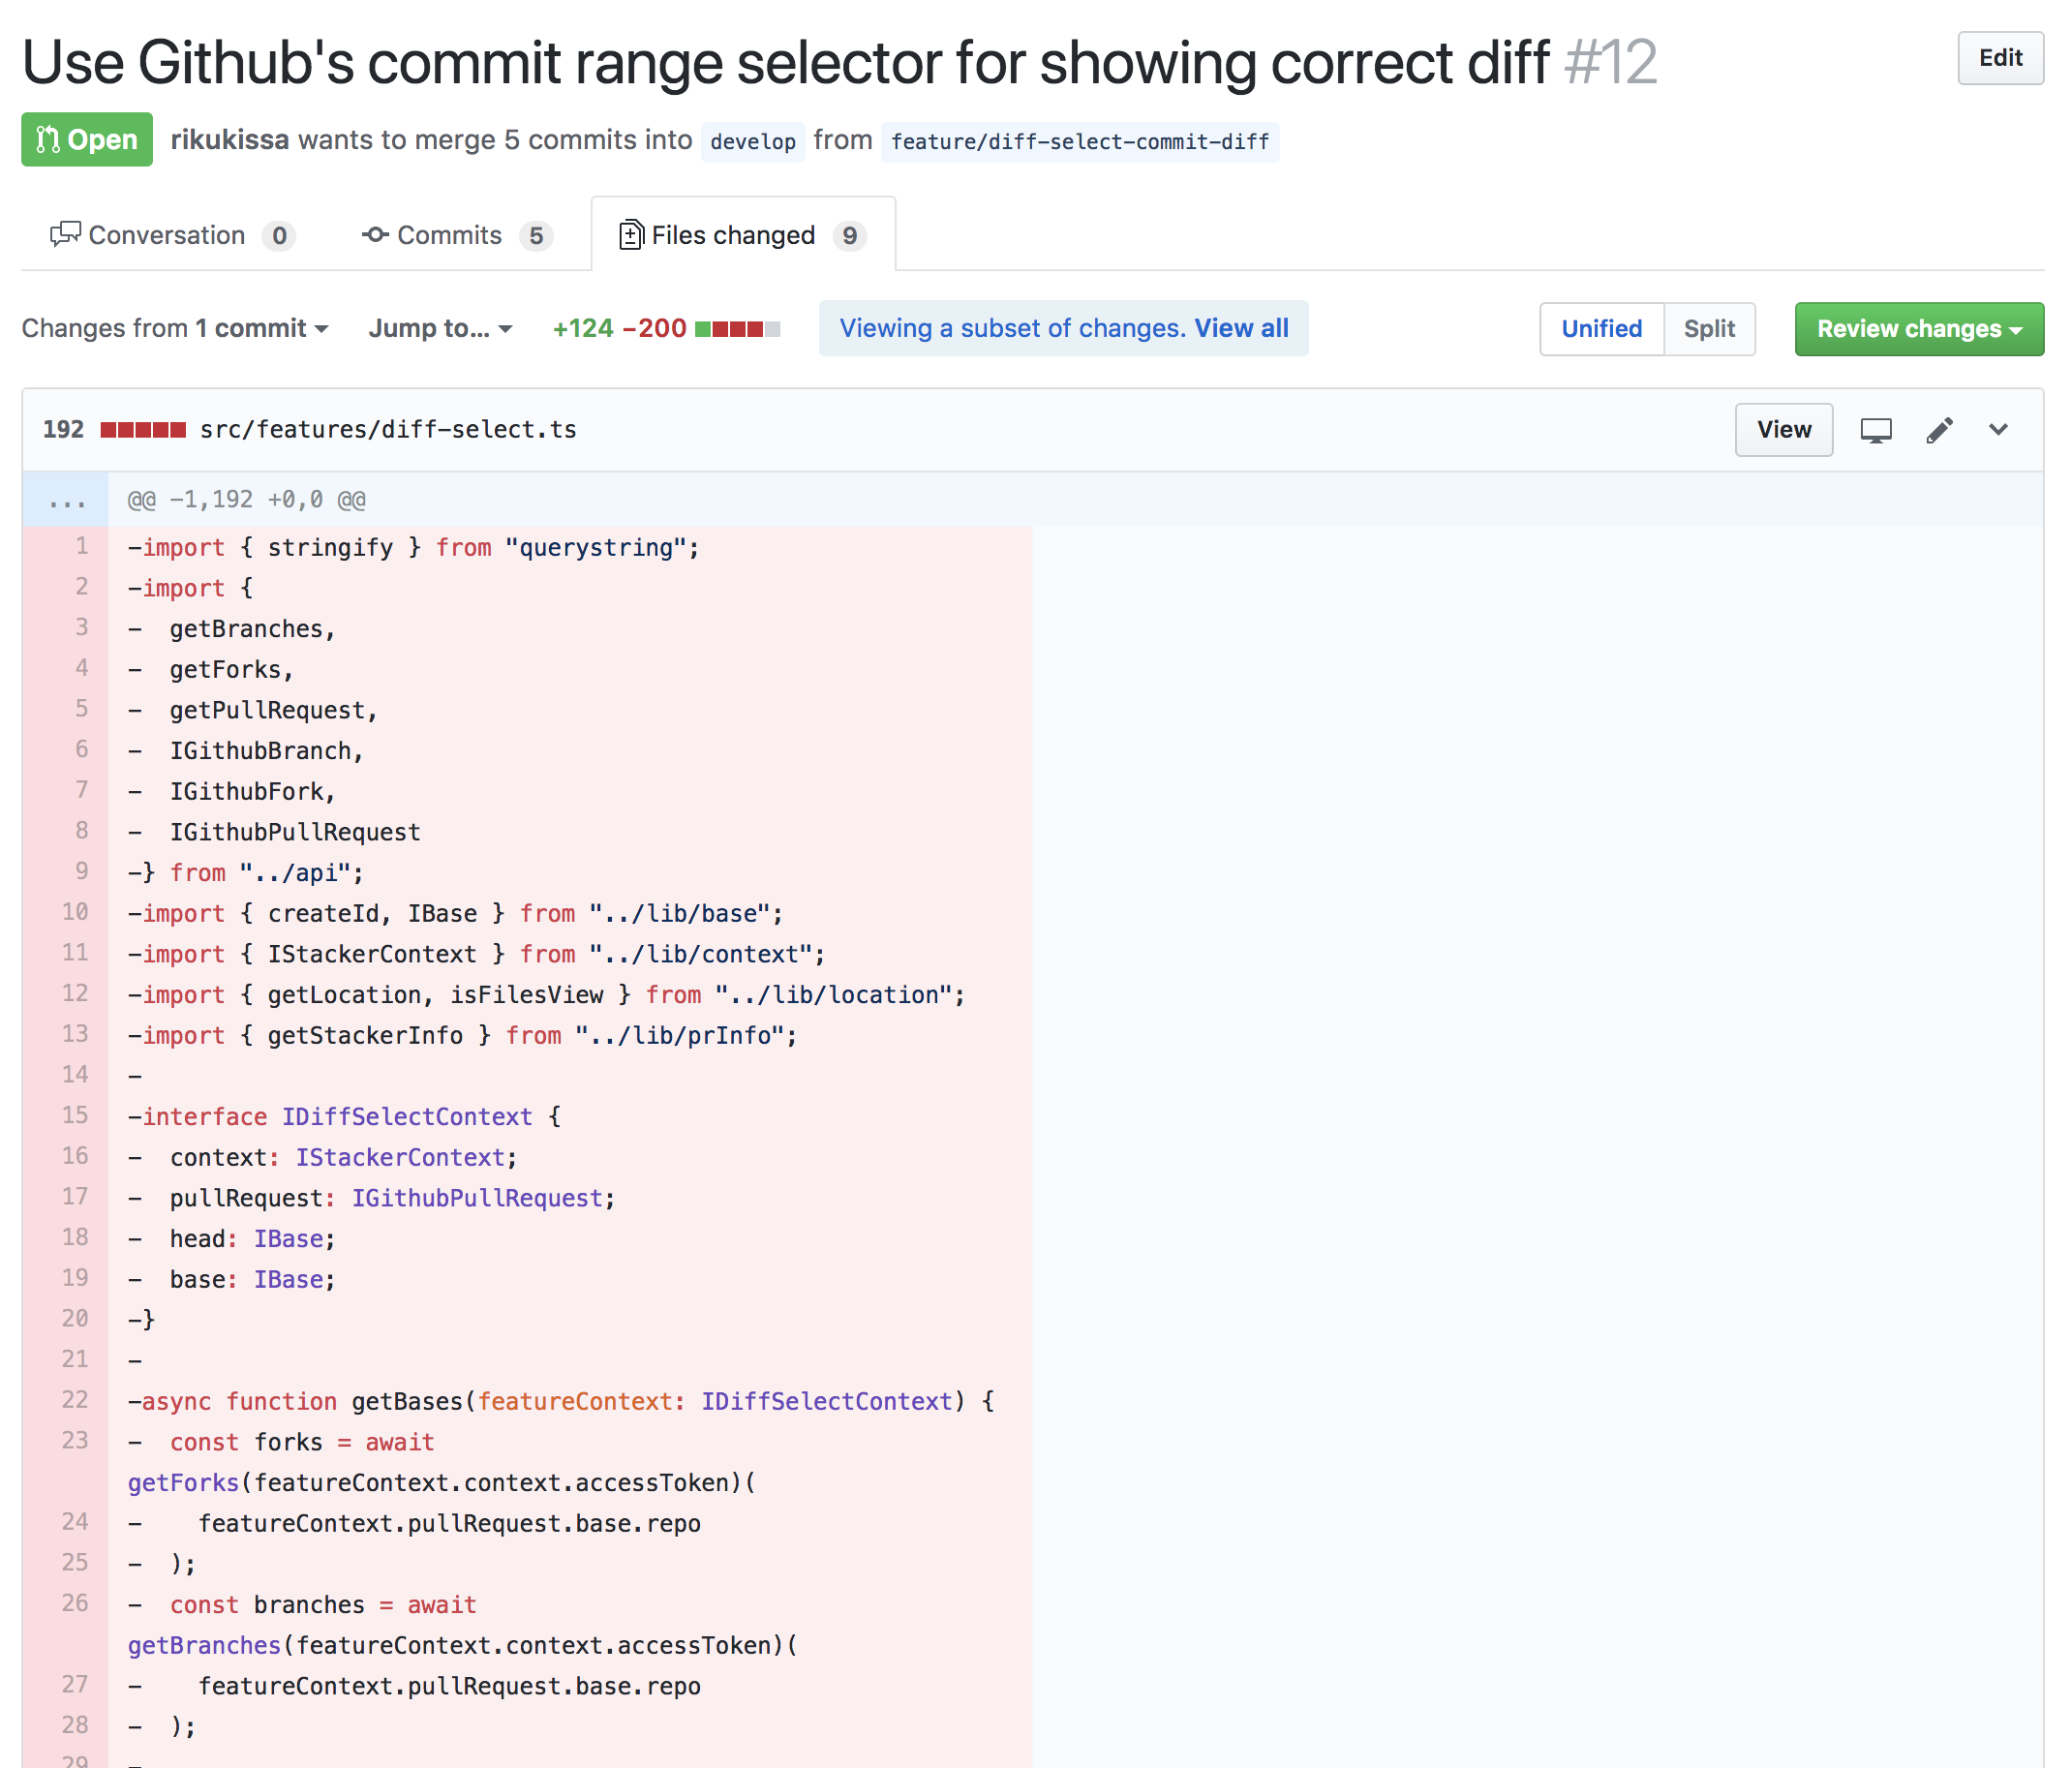 Use Github's commit range selector for showing correct diff #12
Edit
Open rikukissa wants to merge 5 commits into develop from feature/diff-select-commit-diff
Conversation 0 Commits 5 Files changed 9
Changes from 1 commit Jump to... +124 −200 Viewing a subset of changes. View all Unified Split Review changes
192 src/features/diff-select.ts View
... @@ -1,192 +0,0 @@
1 -import { stringify } from "querystring";
2 -import {
3 -  getBranches,
4 -  getForks,
5 -  getPullRequest,
6 -  IGithubBranch,
7 -  IGithubFork,
8 -  IGithubPullRequest
9 -} from "../api";
10 -import { createId, IBase } from "../lib/base";
11 -import { IStackerContext } from "../lib/context";
12 -import { getLocation, isFilesView } from "../lib/location";
13 -import { getStackerInfo } from "../lib/prInfo";
14 -
15 -interface IDiffSelectContext {
16 -  context: IStackerContext;
17 -  pullRequest: IGithubPullRequest;
18 -  head: IBase;
19 -  base: IBase;
20 -}
21 -
22 -async function getBases(featureContext: IDiffSelectContext) {
23 -  const forks = await
getForks(featureContext.context.accessToken)(
24 -    featureContext.pullRequest.base.repo
25 -  );
26 -  const branches = await
getBranches(featureContext.context.accessToken)(
27 -    featureContext.pullRequest.base.repo
28 -  );
29 -